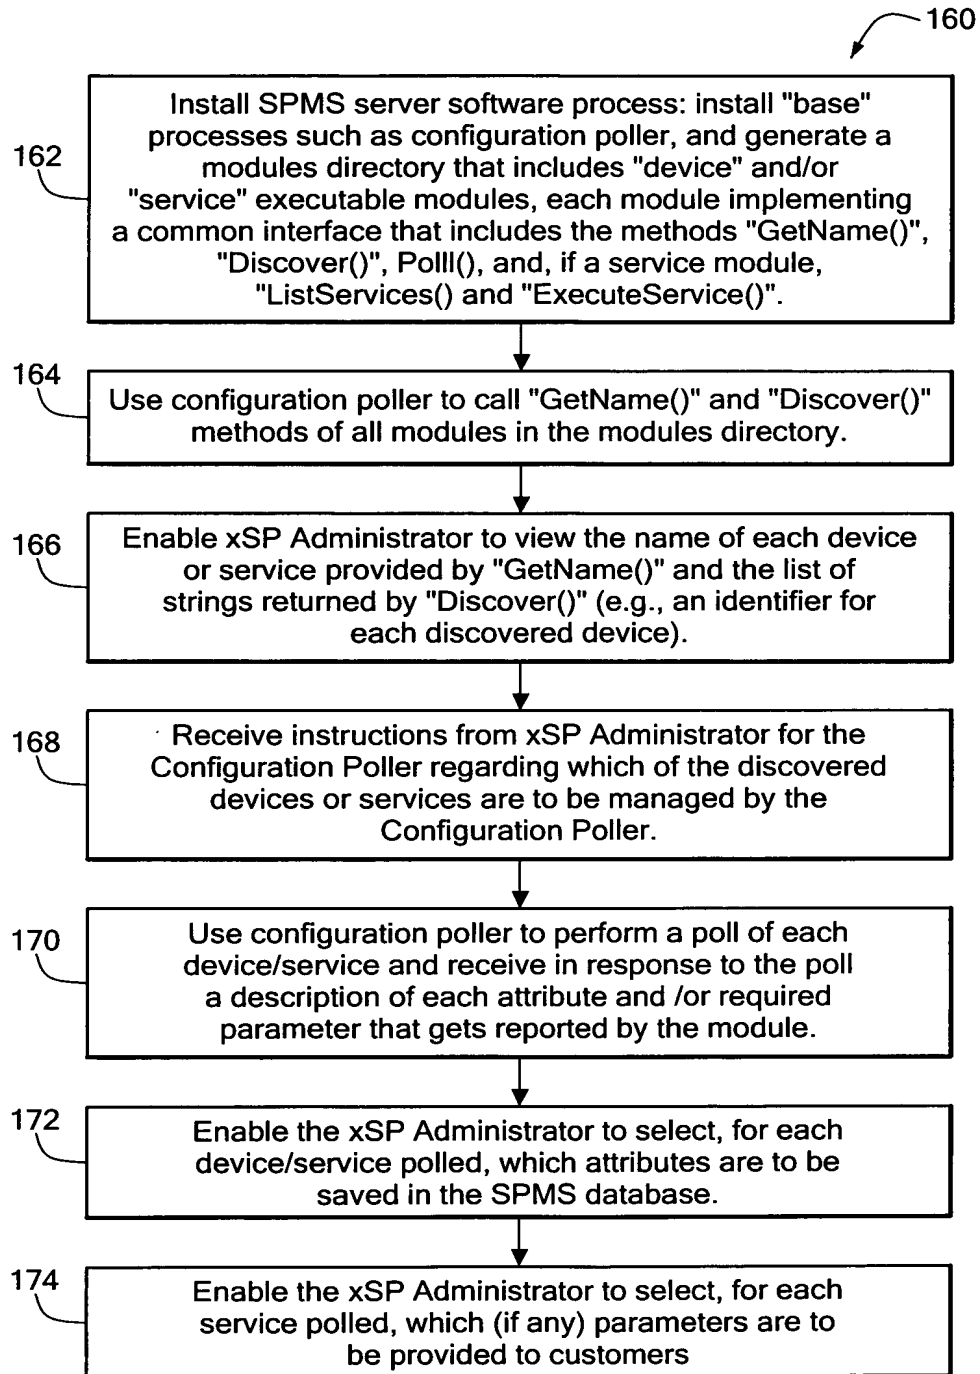 160
162
Install SPMS server software process: install "base"
processes such as configuration poller, and generate a
modules directory that includes "device" and/or
"service" executable modules, each module implementing
a common interface that includes the methods "GetName()",
"Discover()", Polll(), and, if a service module,
"ListServices() and "ExecuteService()".
164
Use configuration poller to call "GetName()" and "Discover()"
methods of all modules in the modules directory.
166
Enable xSP Administrator to view the name of each device
or service provided by "GetName()" and the list of
strings returned by "Discover()" (e.g., an identifier for
each discovered device).
168
Receive instructions from xSP Administrator for the
Configuration Poller regarding which of the discovered
devices or services are to be managed by the
Configuration Poller.
170
Use configuration poller to perform a poll of each
device/service and receive in response to the poll
a description of each attribute and /or required
parameter that gets reported by the module.
172
Enable the xSP Administrator to select, for each
device/service polled, which attributes are to be
saved in the SPMS database.
174
Enable the xSP Administrator to select, for each
service polled, which (if any) parameters are to
be provided to customers